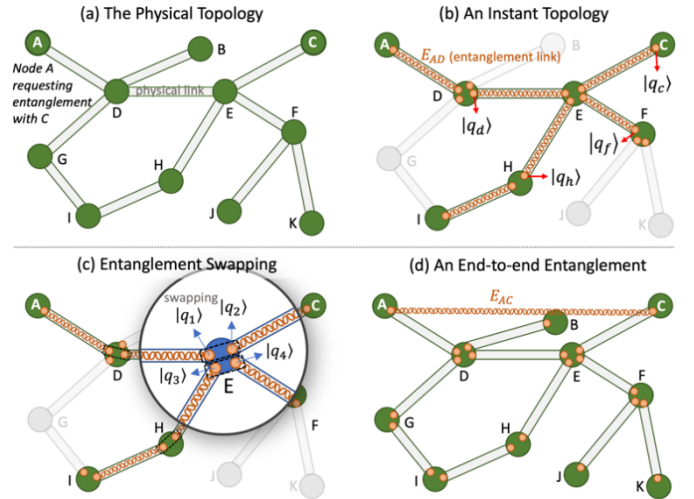 (a) The Physical Topology
(b) An Instant Topology
A
B
C
Node A
requesting
entanglement
with C
physical link
D
E
F
G
H
I
J
K
A
B
C
E_AD (entanglement link)
D
E
|q_c⟩
|q_d⟩
F
|q_f⟩
G
H
|q_h⟩
I
J
K
(c) Entanglement Swapping
(d) An End-to-end Entanglement
A
swapping
|q_1⟩
|q_2⟩
C
D
|q_3⟩
|q_4⟩
E
G
H
F
I
J
K
A
E_AC
C
B
D
E
F
G
H
I
J
K